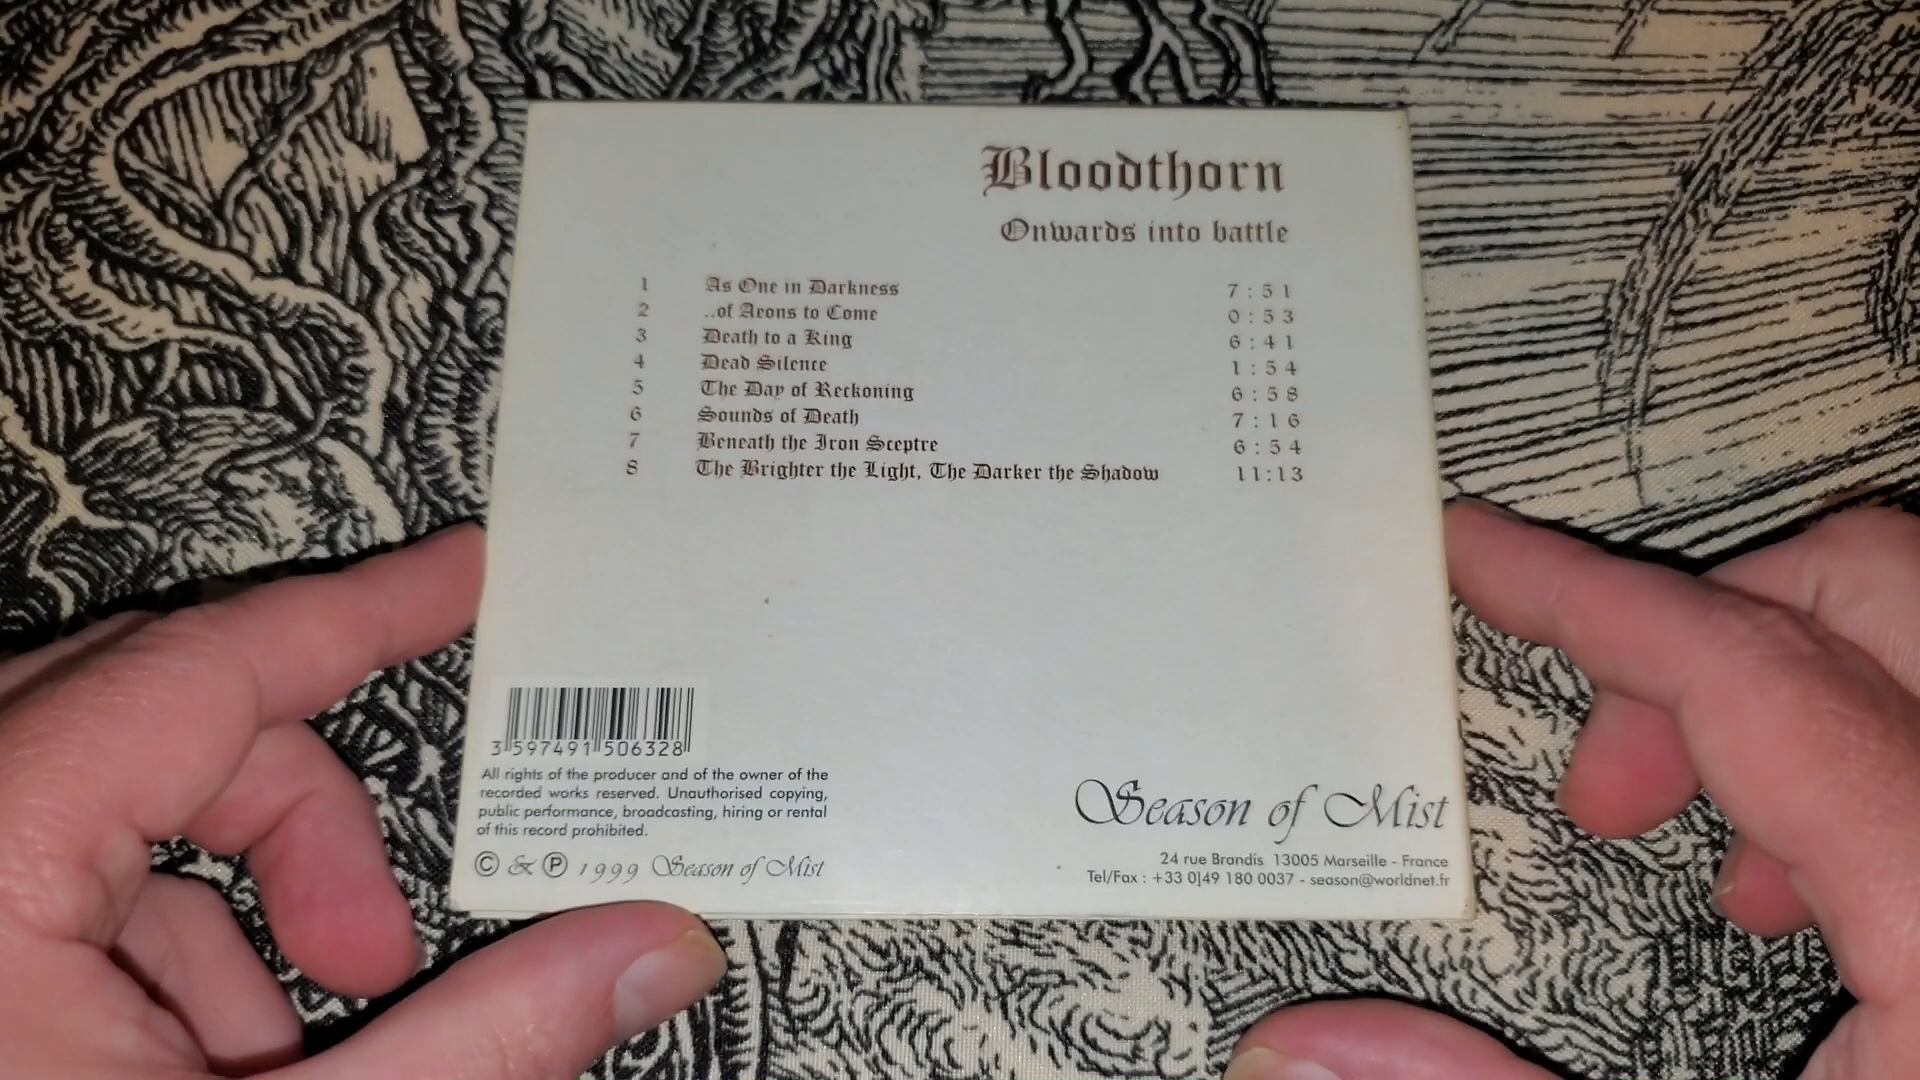 Bloodthorn
Onwards into battle
1 As One in Darkness 7:51
2 ..of Aeons to Come 0:53
3 Death to a King 6:41
4 Dead Silence 1:54
5 The Day of Reckoning 6:58
6 Sounds of Death 7:16
7 Beneath the Iron Sceptre 6:54
8 The Brighter the Light, The Darker the Shadow 11:13
3 597491 506328
All rights of the producer and of the owner of the
recorded works reserved. Unauthorised copying,
public performance, broadcasting, hiring or rental
of this record prohibited.
© & ℗ 1999 Season of Mist
Season of Mist
24 rue Brandis 13005 Marseille - France
Tel/Fax : +33 0|49 180 0037 - season@worldnet.fr